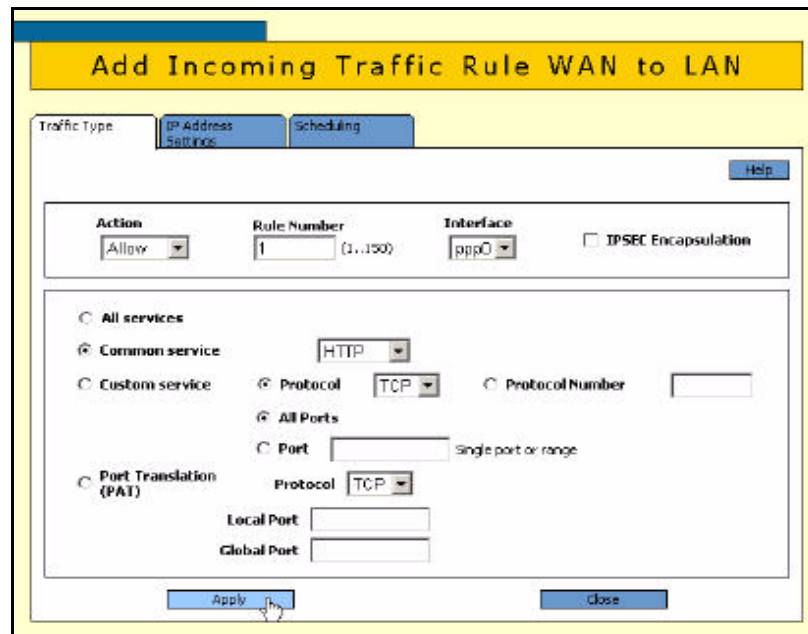 Add Incoming Traffic Rule WAN to LAN
Traffic Type
IP Address Settings
Scheduling
Help
Action
Rule Number
Interface
Allow
1
(1..150)
ppp0
IPSEC Encapsulation
All services
Common service
HTTP
Custom service
Protocol
TCP
Protocol Number
All Ports
Port
Single port or range
Port Translation (PAT)
Protocol
TCP
Local Port
Global Port
Apply
Close